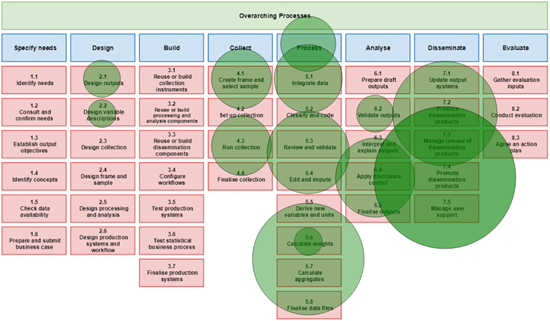 Overarching Processes
Specify needs
Design
Build
Collect
Process
Analyse
Disseminate
Evaluate
1.1
Identify needs
1.2
Consult and
confirm needs
1.3
Establish output
objectives
1.4
Identify concepts
1.5
Check data
availability
1.6
Prepare and submit
business case
2.1
Design outputs
2.2
Design variable
descriptions
2.3
Design collection
2.4
Design frame and
sample
2.5
Design processing
and analysis
2.6
Design production
systems and
workflow
3.1
Reuse or build
collection
instruments
3.2
Reuse or build
processing and
analysis components
3.3
Reuse or build
dissemination
components
3.4
Configure
workflows
3.5
Test production
systems
3.6
Test statistical
business process
3.7
Finalise production
systems
4.1
Create frame and
select sample
4.2
Set up collection
4.3
Run collection
4.4
Finalise collection
5.1
Integrate data
5.2
Classify and code
5.3
Review and validate
5.4
Edit and impute
5.5
Derive new
variables and units
5.6
Calculate weights
5.7
Calculate
aggregates
5.8
Finalise data files
6.1
Prepare draft
outputs
6.2
Validate outputs
6.3
Interpret and
explain outputs
6.4
Apply disclosure
control
6.5
Finalise outputs
7.1
Update output
systems
7.2
Produce
dissemination
products
7.3
Manage release of
dissemination
products
7.4
Promote
dissemination
products
7.5
Manage user
support
8.1
Gather evaluation
inputs
8.2
Conduct evaluation
8.3
Agree an action
plan